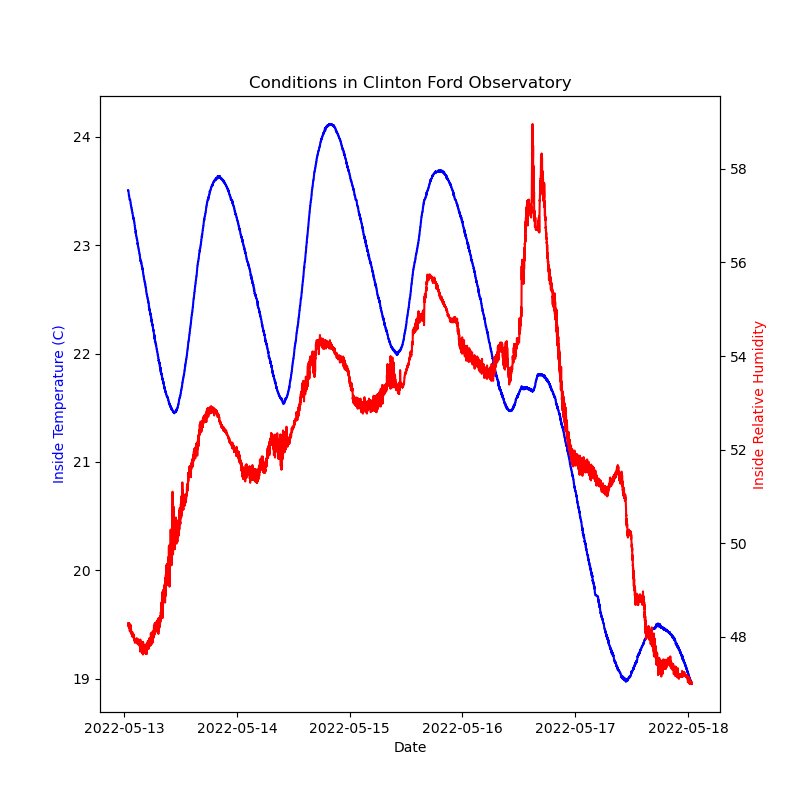 Conditions in Clinton Ford Observatory
24
23
22
21
20
19
Inside Temperature (C)
58
56
54
52
50
48
Inside Relative Humidity
2022-05-13 2022-05-14 2022-05-15 2022-05-16 2022-05-17 2022-05-18
Date